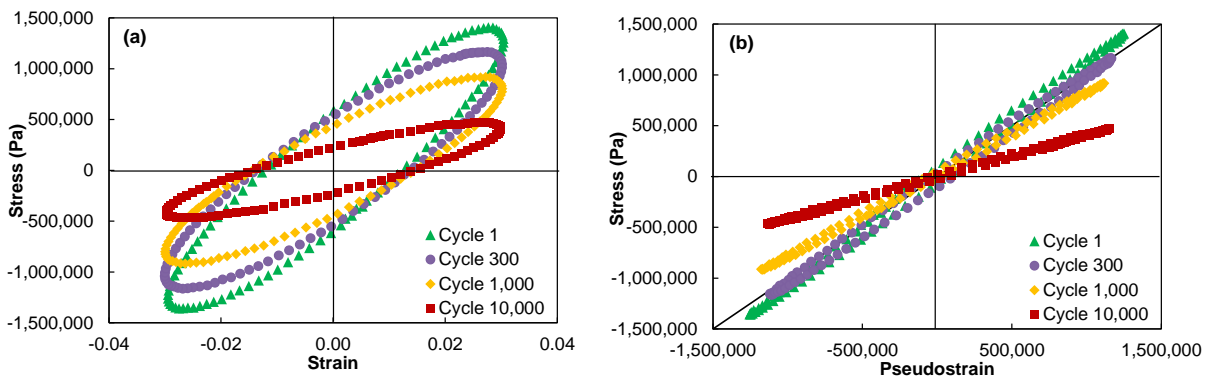 (a)
1,500,000
1,000,000
500,000
0
-500,000
-1,000,000
-1,500,000
Stress (Pa)
-0.04
-0.02
0.00
0.02
0.04
Strain
Cycle 1
Cycle 300
Cycle 1,000
Cycle 10,000
(b)
1,500,000
1,000,000
500,000
0
-500,000
-1,000,000
-1,500,000
Stress (Pa)
-1,500,000
-500,000
500,000
1,500,000
Pseudostrain
Cycle 1
Cycle 300
Cycle 1,000
Cycle 10,000